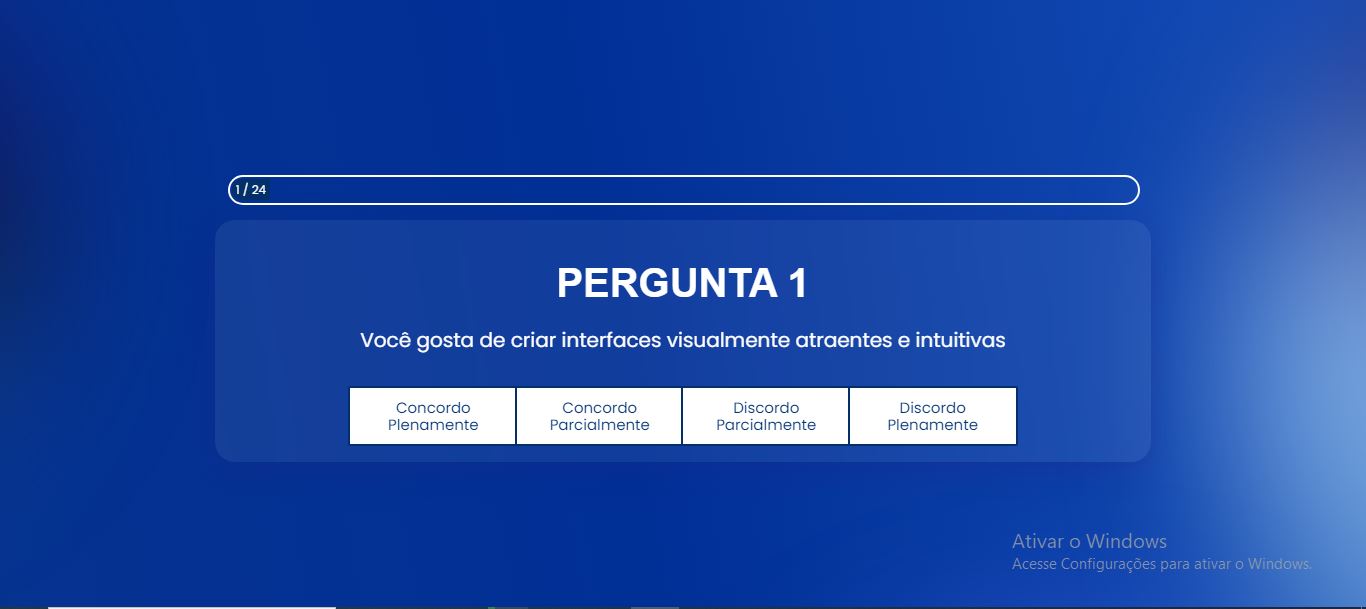 1 / 24
PERGUNTA 1
Você gosta de criar interfaces visualmente atraentes e intuitivas
Concordo
Plenamente
Concordo
Parcialmente
Discordo
Parcialmente
Discordo
Plenamente
Ativar o Windows
Acesse Configurações para ativar o Windows.